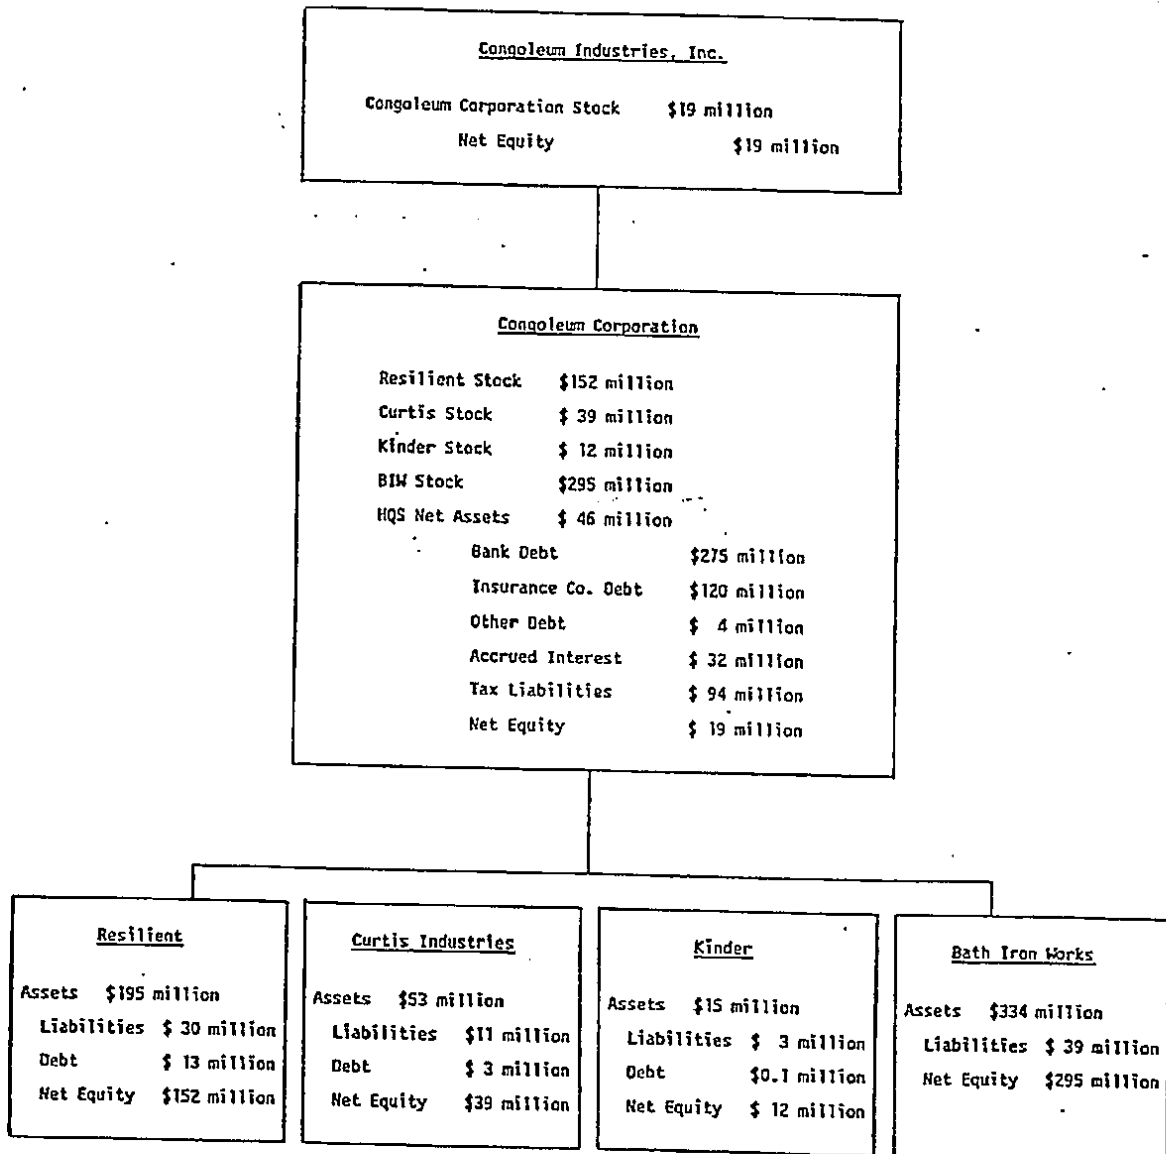 Congoleum Industries, Inc.
Congoleum Corporation Stock $19 million
Net Equity $19 million
Congoleum Corporation
Resilient Stock $152 million
Curtis Stock $ 39 million
Kinder Stock $ 12 million
BIW Stock $295 million
HQS Net Assets $ 46 million
Bank Debt $275 million
Insurance Co. Debt $120 million
Other Debt $ 4 million
Accrued Interest $ 32 million
Tax Liabilities $ 94 million
Net Equity $ 19 million
Resilient
Assets $195 million
Liabilities $ 30 million
Debt $ 13 million
Net Equity $152 million
Curtis Industries
Assets $53 million
Liabilities $11 million
Debt $ 3 million
Net Equity $39 million
Kinder
Assets $15 million
Liabilities $ 3 million
Debt $0.1 million
Net Equity $ 12 million
Bath Iron Works
Assets $334 million
Liabilities $ 39 million
Net Equity $295 million